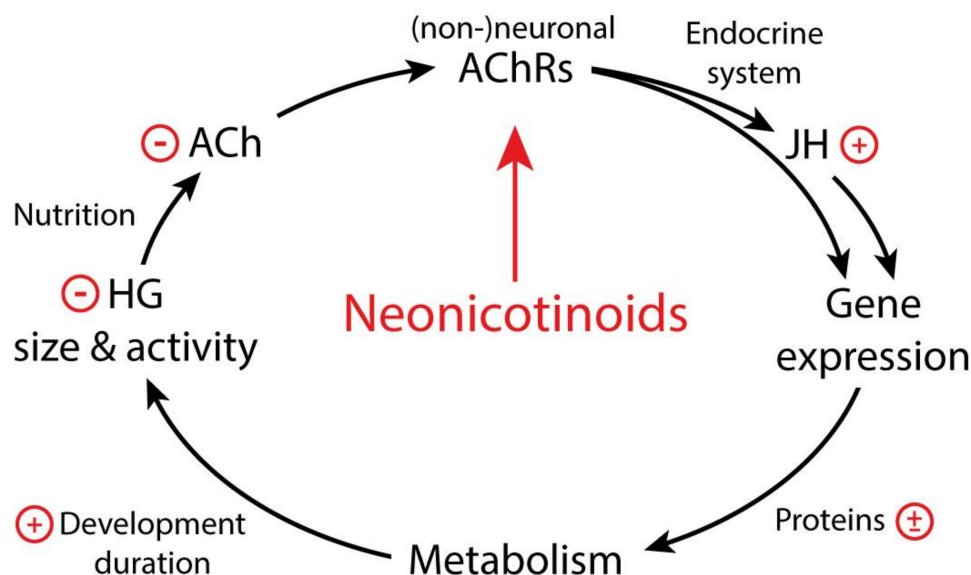 (non-)neuronal
AChRs
Endocrine
system
- ACh
JH +
Nutrition
- HG
size & activity
Neonicotinoids
Gene
expression
+ Development
duration
Metabolism
Proteins ±